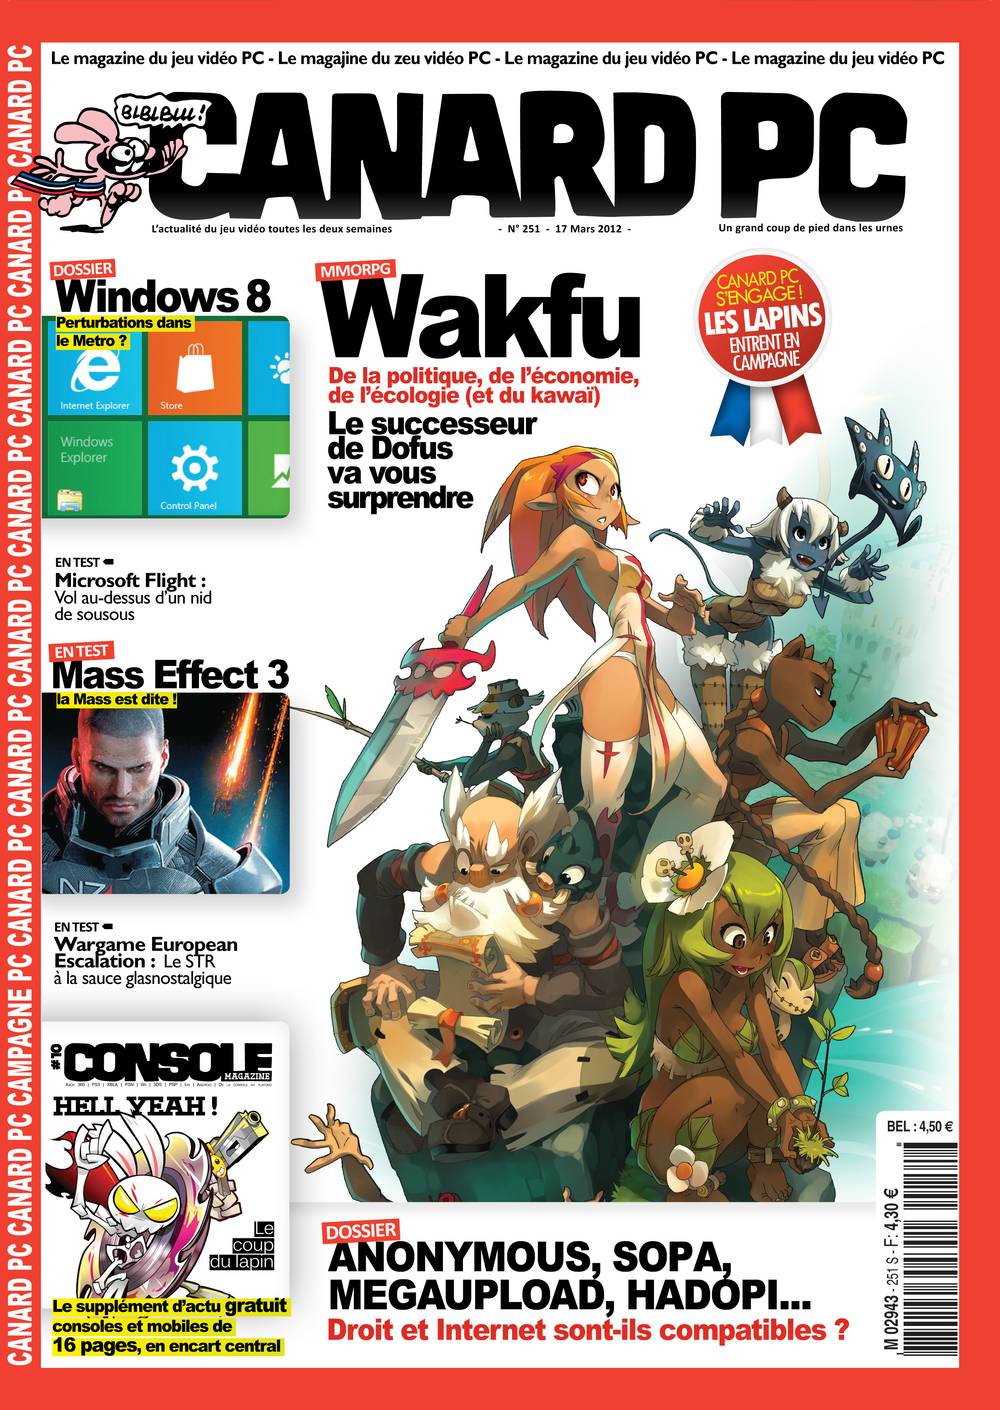 Le magazine du jeu vidéo PC - Le magajine du zeu vidéo PC - Le magazine du jeu vidéo PC - Le magazine du jeu vidéo PC
BLBLBLU!
CANARD PC
L'actualité du jeu vidéo toutes les deux semaines
- N° 251 - 17 Mars 2012 -
Un grand coup de pied dans les urnes
CANARD PC CANARD PC CAMPAGNE PC CANARD PC CANARD PC CANARD PC CANARD PC CANARD PC CANARD PC CANARD PC
DOSSIER
Windows 8
Perturbations dans
le Metro ?
Internet Explorer
Store
Windows
Explorer
Control Panel
EN TEST
Microsoft Flight :
Vol au-dessus d'un nid
de sousous
EN TEST
Mass Effect 3
la Mass est dite !
N7
EN TEST
Wargame European
Escalation : Le STR
à la sauce glasnostalgique
#10
CONSOLE
MAGAZINE
HELL YEAH !
Le
coup
du lapin
Le supplément d'actu gratuit
consoles et mobiles de
16 pages, en encart central
MMORPG
Wakfu
De la politique, de l'économie,
de l'écologie (et du kawaï)
Le successeur
de Dofus
va vous
surprendre
CANARD PC
S'ENGAGE !
LES LAPINS
ENTRENT EN
CAMPAGNE
DOSSIER
ANONYMOUS, SOPA,
MEGAUPLOAD, HADOPI...
Droit et Internet sont-ils compatibles ?
BEL : 4,50 €
M 02943 - 251 S - F: 4,30 €